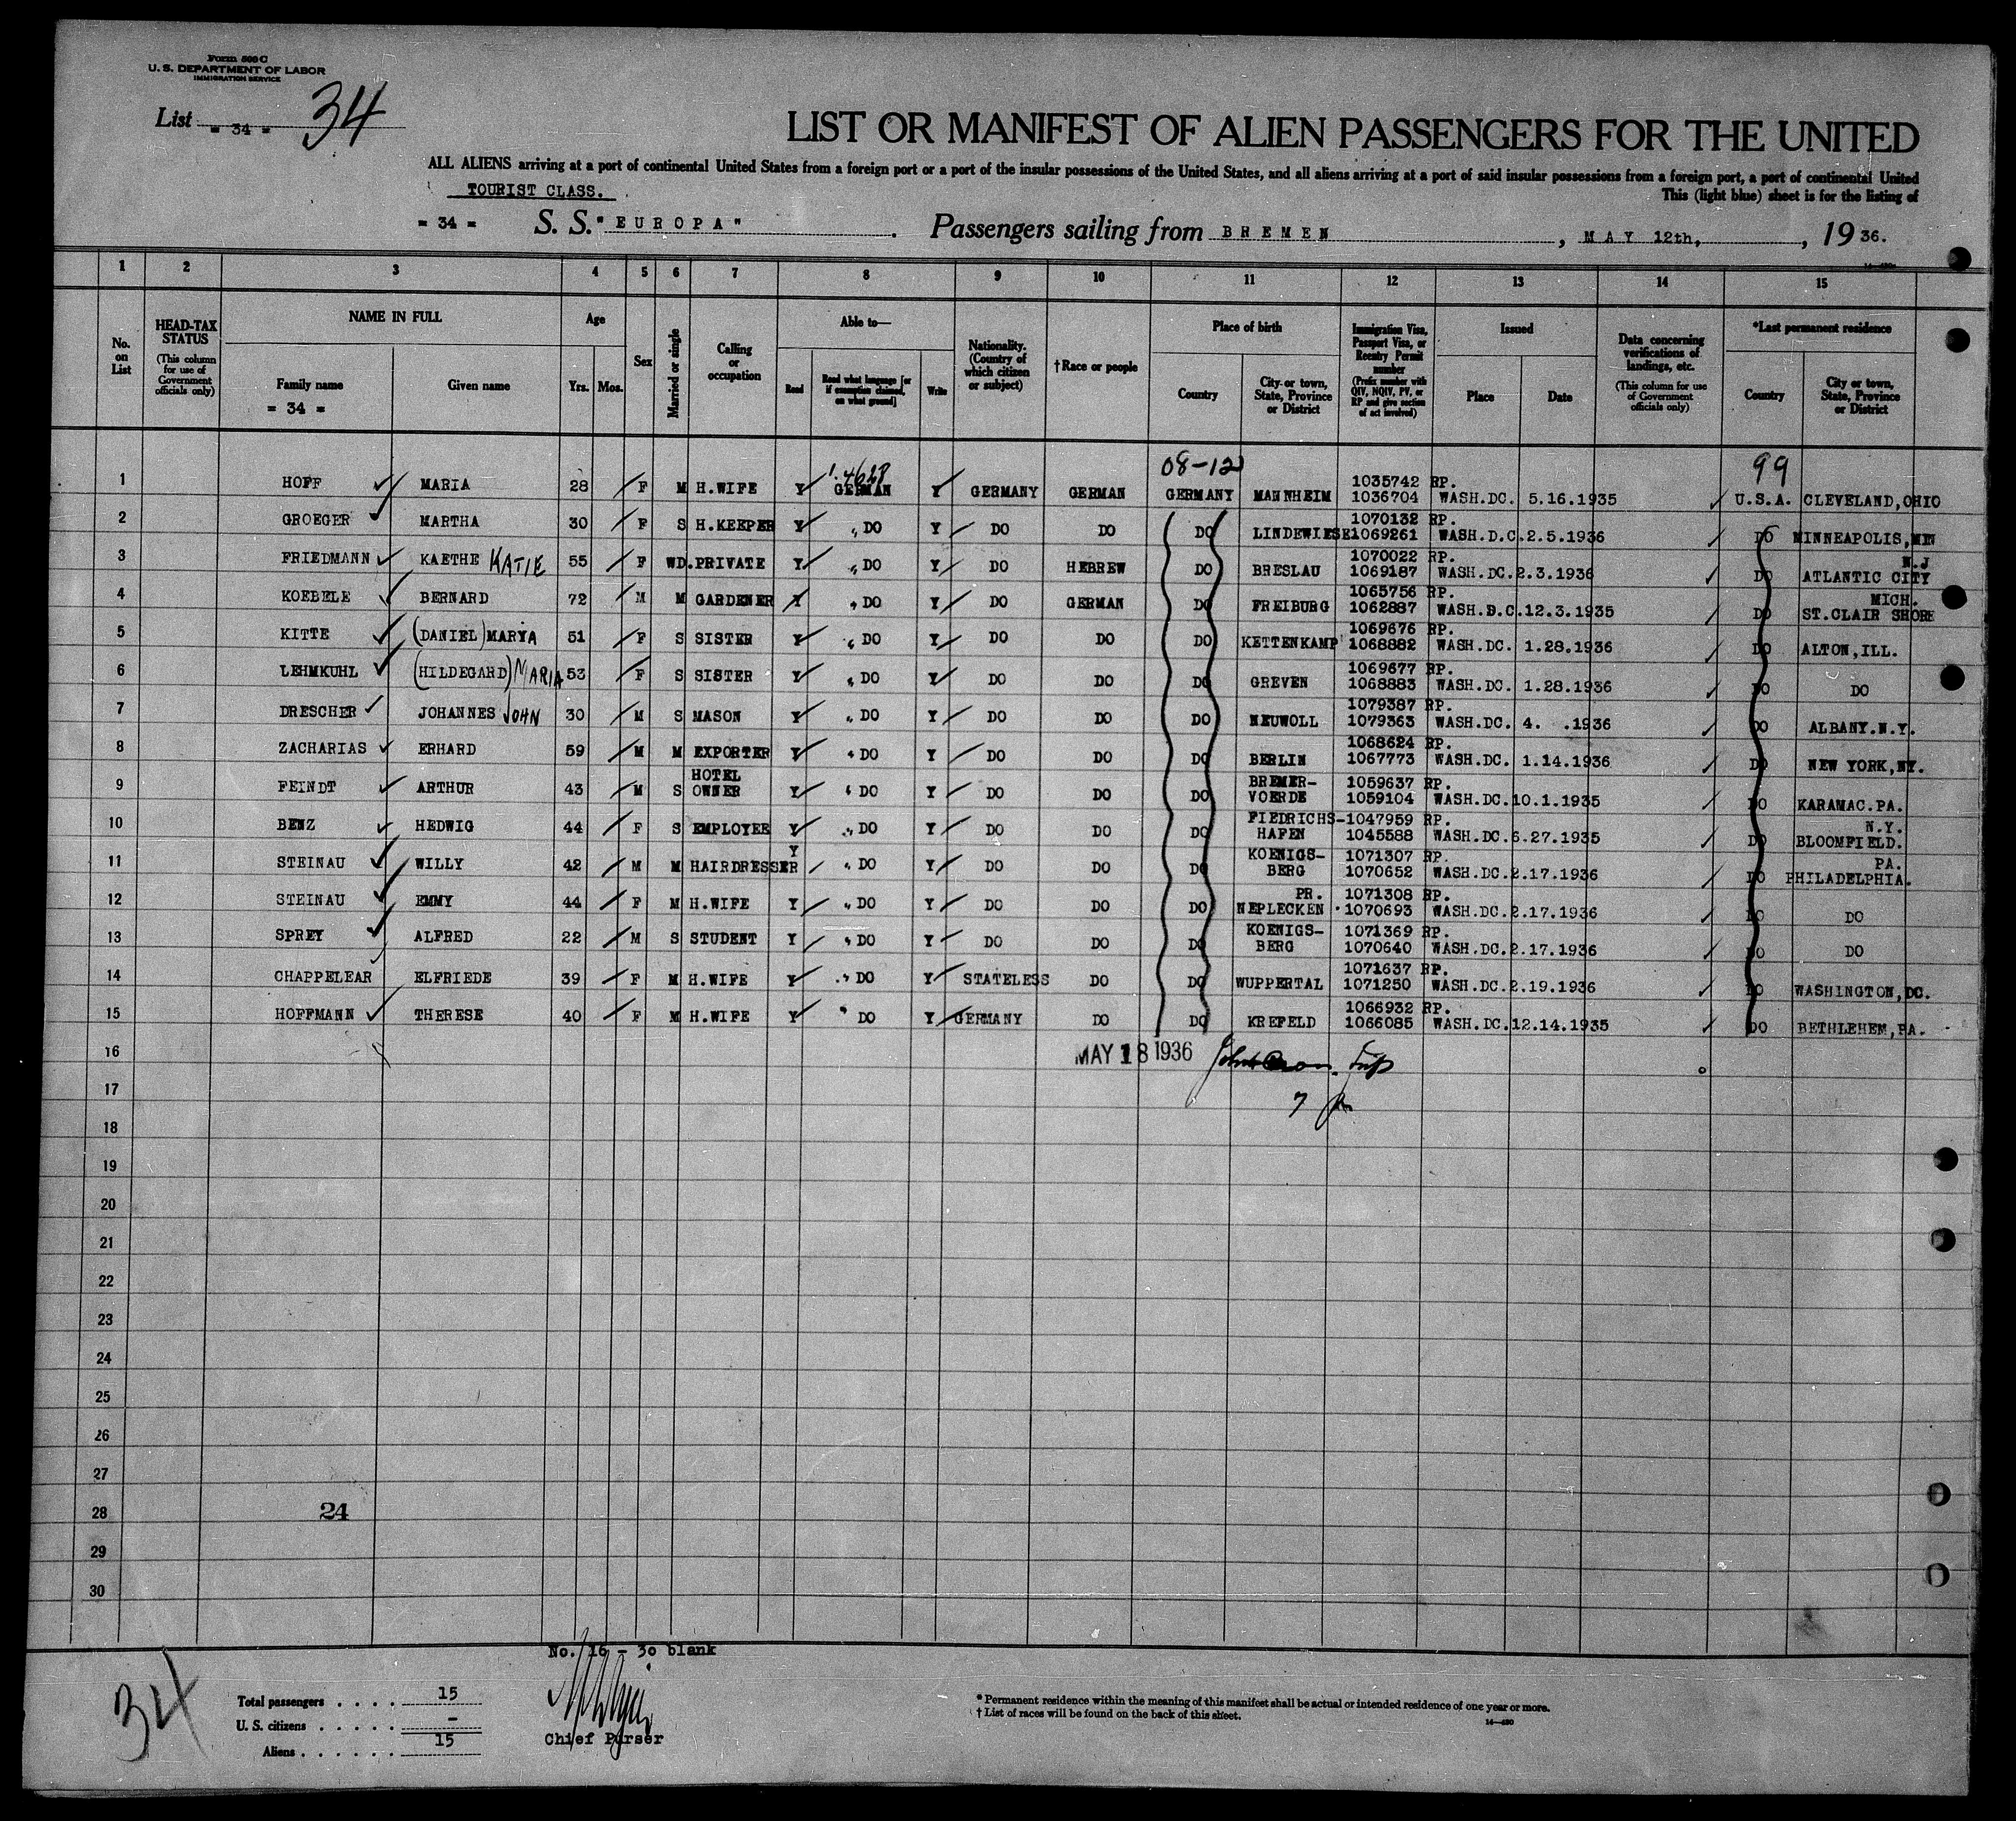 Form 500 C
U. S. DEPARTMENT OF LABOR
IMMIGRATION SERVICE
List = 34 = 34
LIST OR MANIFEST OF ALIEN PASSENGERS FOR THE UNITED
ALL ALIENS arriving at a port of continental United States from a foreign port or a port of the insular possessions of the United States, and all aliens arriving at a port of said insular possessions from a foreign port, a port of continental United
TOURIST CLASS. This (light blue) sheet is for the listing of
= 34 = S. S. "EUROPA". Passengers sailing from BREMEN, MAY 12th, , 1936.
1 2 3 4 5 6 7 8 9 10 11 12 13 14 15
No. on List
HEAD-TAX STATUS (This column for use of Government officials only)
NAME IN FULL
Family name
= 34 =
Given name
Age
Yrs. Mos.
Sex
Married or single
Calling or occupation
Able to—
Read
Read what language [or if exemption claimed, on what ground]
Write
Nationality. (Country of which citizen or subject)
†Race or people
Place of birth
Country
City or town, State, Province or District
Immigration Visa, Passport Visa, or Reentry Permit number (Prefix number with QIV, NQIV, PV, or RP and give section of act involved)
Issued
Place Date
Data concerning verifications of landings, etc. (This column for use of Government officials only)
*Last permanent residence
Country
City or town, State, Province or District
08-12 99
1 HOFF MARIA 28 F M H.WIFE Y GERMAN Y GERMANY GERMAN GERMANY MANNHEIM 1035742 RP. 1036704 WASH.DC. 5.16.1935 U.S.A. CLEVELAND,OHIO
2 GROEGER MARTHA 30 F S H.KEEPER Y DO Y DO DO DO LINDEWIESE 1070132 RP. 1069261 WASH.D.C. 2.5.1936 DO MINNEAPOLIS,MIN
3 FRIEDMANN KAETHE KATIE 55 F WD. PRIVATE Y DO Y DO HEBREW DO BRESLAU 1070022 RP. 1069187 WASH.DC. 2.3.1936 DO N.J ATLANTIC CITY
4 KOEBELE BERNARD 72 M M GARDENER Y DO Y DO GERMAN DO FREIBURG 1065756 RP. 1062887 WASH.D.C. 12.3.1935 DO MICH. ST.CLAIR SHORE
5 KITTE (DANIEL) MARYA 51 F S SISTER Y DO Y DO DO DO KETTENKAMP 1069676 RP. 1068882 WASH.DC. 1.28.1936 DO ALTON,ILL.
6 LEHMKUHL (HILDEGARD) MARIA 53 F S SISTER Y DO Y DO DO DO GREVEN 1069677 RP. 1068883 WASH.DC. 1.28.1936 DO DO
7 DRESCHER JOHANNES JOHN 30 M S MASON Y DO Y DO DO DO NEUWOLL 1079387 RP. 1079363 WASH.DC. 4. .1936 DO ALBANY.N.Y.
8 ZACHARIAS ERHARD 59 M M EXPORTER Y DO Y DO DO DO BERLIN 1068624 RP. 1067773 WASH.DC. 1.14.1936 DO NEW YORK,NY.
9 FEINDT ARTHUR 43 M S HOTEL OWNER Y DO Y DO DO DO BREMER-VOERDE 1059637 RP. 1059104 WASH.DC. 10.1.1935 DO KARAMAC.PA.
10 BENZ HEDWIG 44 F S EMPLOYEE Y DO Y DO DO DO FIEDRICHS-HAFEN 1047959 RP. 1045588 WASH.DC. 6.27.1935 DO N.Y. BLOOMFIELD.
11 STEINAU WILLY 42 M M HAIRDRESSER Y DO Y DO DO DO KOENIGS-BERG 1071307 RP. 1070652 WASH.DC. 2.17.1936 DO PA. PHILADELPHIA.
12 STEINAU EMMY 44 F M H.WIFE Y DO Y DO DO DO PR. NEPLECKEN 1071308 RP. 1070693 WASH.DC. 2.17.1936 DO DO
13 SPREY ALFRED 22 M S STUDENT Y DO Y DO DO DO KOENIGS-BERG 1071369 RP. 1070640 WASH.DC. 2.17.1936 DO DO
14 CHAPPELEAR ELFRIEDE 39 F M H.WIFE Y DO Y STATELESS DO DO WUPPERTAL 1071637 RP. 1071250 WASH.DC. 2.19.1936 DO WASHINGTON,DC.
15 HOFFMANN THERESE 40 F M H.WIFE Y DO Y GERMANY DO DO KREFELD 1066932 RP. 1066085 WASH.DC. 12.14.1935 DO BETHLEHEM,PA.
16 MAY 18 1936
17
18
19
20
21
22
23
24
25
26
27
28 24
29
30
No. 16 - 30 blank
34
Total passengers . . . . 15
U. S. citizens . . . . . -
Aliens . . . . . . 15
Chief Purser
* Permanent residence within the meaning of this manifest shall be actual or intended residence of one year or more.
† List of races will be found on the back of this sheet.
14—480